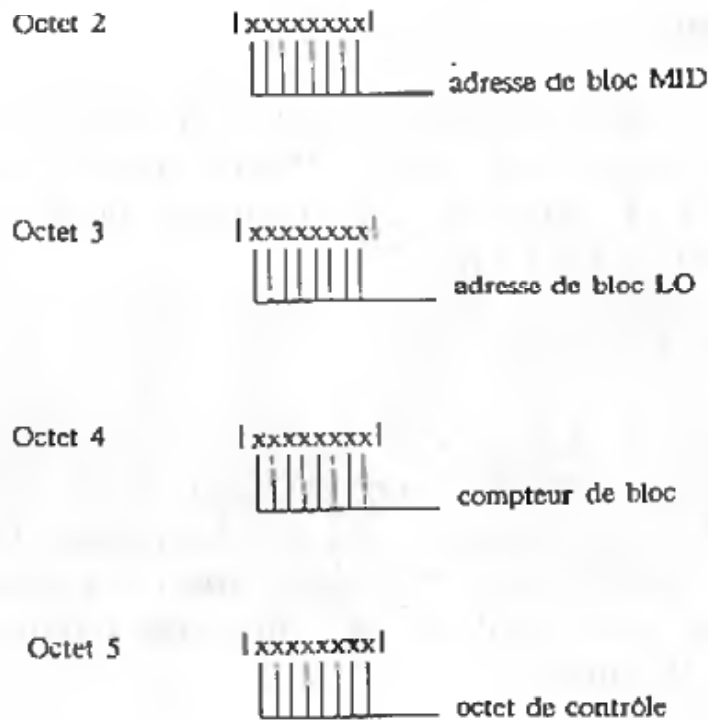 Octet 2 |xxxxxxxx|
adresse de bloc MID
Octet 3 |xxxxxxxx|
adresse de bloc LO
Octet 4 |xxxxxxxx|
compteur de bloc
Octet 5 |xxxxxxxx|
octet de contrôle